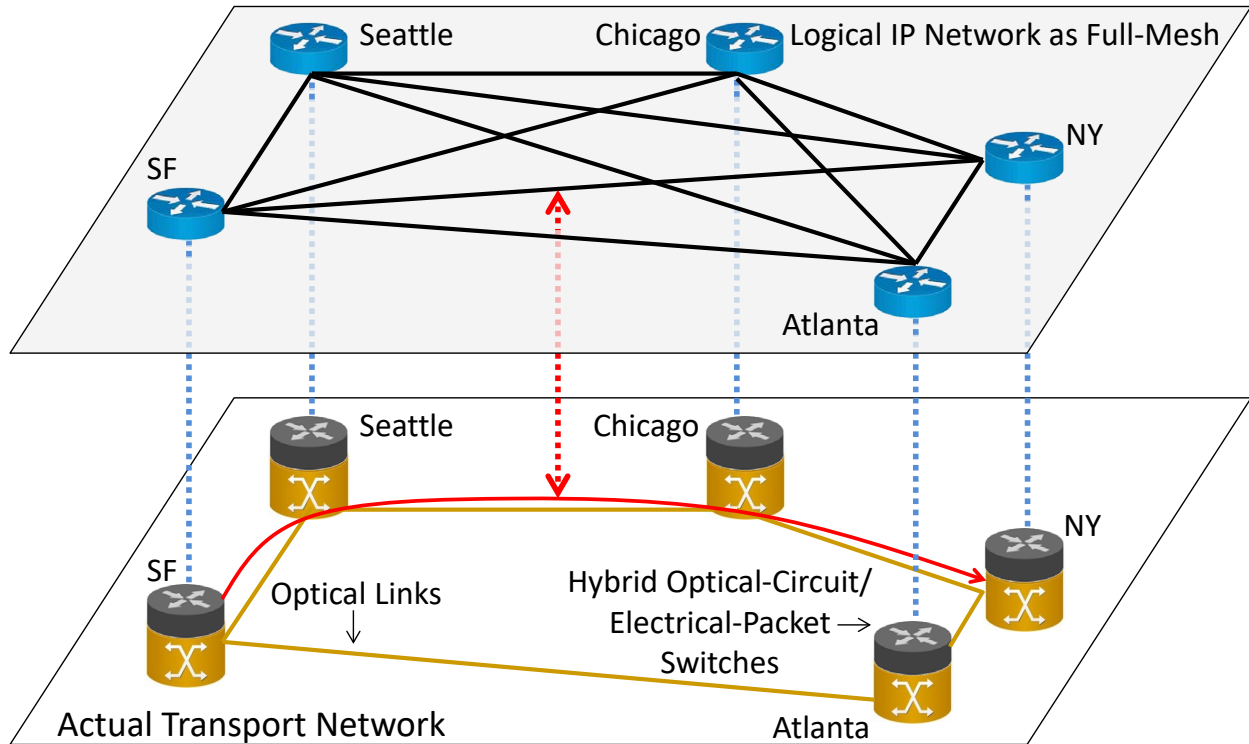 Seattle
Chicago
Logical IP Network as Full-Mesh
NY
SF
Atlanta
Seattle
Chicago
NY
SF
Optical Links
Hybrid Optical-Circuit/
Electrical-Packet
Switches
Atlanta
Actual Transport Network